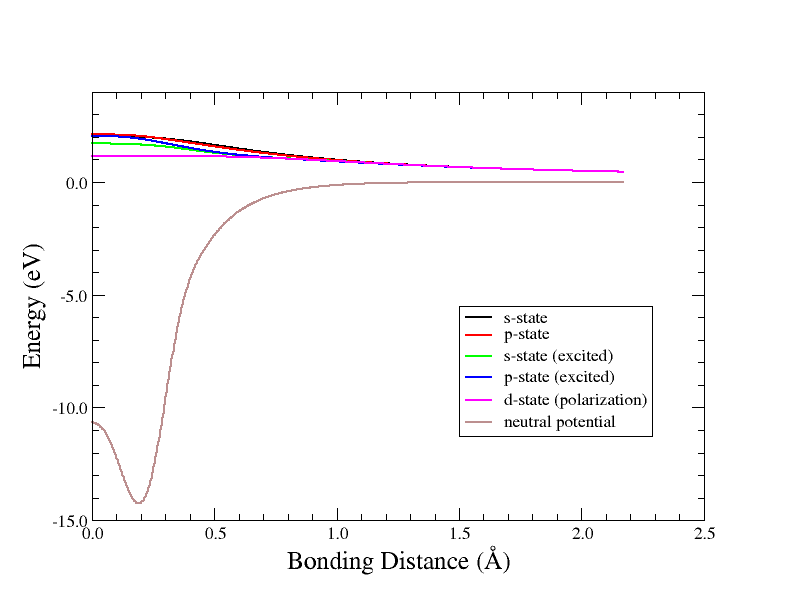 0.0
-5.0
-10.0
-15.0
0.0 0.5 1.0 1.5 2.0 2.5
Energy (eV)
Bonding Distance (Å)
s-state
p-state
s-state (excited)
p-state (excited)
d-state (polarization)
neutral potential